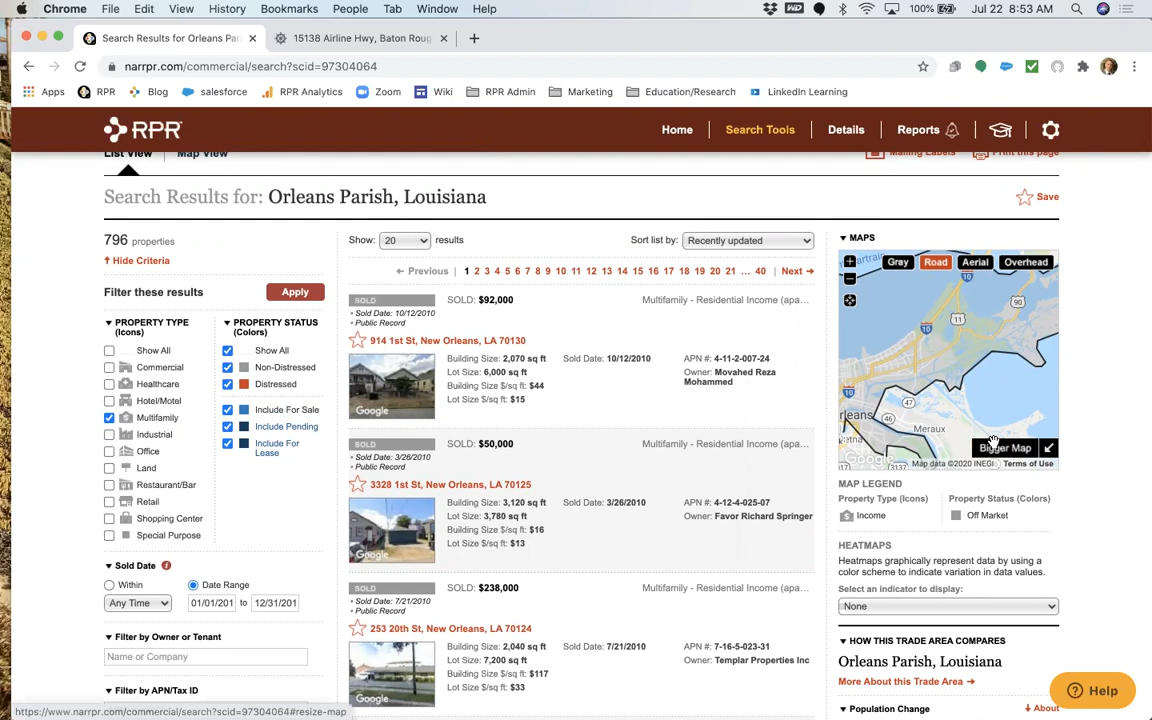 Chrome File Edit View History Bookmarks People Tab Window Help 100% Jul 22 8:53 AM
Search Results for Orleans Par
15138 Airline Hwy, Baton Roug
narrpr.com/commercial/search?scid=97304064
Apps RPR Blog salesforce RPR Analytics Zoom Wiki RPR Admin Marketing Education/Research LinkedIn Learning
RPR Home Search Tools Details Reports
List View Map View Mailing Labels Print this page
Search Results for: Orleans Parish, Louisiana
Save
796 properties
Hide Criteria
Filter these results Apply
PROPERTY TYPE (Icons)
Show All
Commercial
Healthcare
Hotel/Motel
Multifamily
Industrial
Office
Land
Restaurant/Bar
Retail
Shopping Center
Special Purpose
PROPERTY STATUS (Colors)
Show All
Non-Distressed
Distressed
Include For Sale
Include Pending
Include For Lease
Sold Date
Within Date Range
Any Time 01/01/201 to 12/31/201
Filter by Owner or Tenant
Name or Company
Filter by APN/Tax ID
Show: 20 results
Sort list by: Recently updated
Previous | 1 2 3 4 5 6 7 8 9 10 11 12 13 14 15 16 17 18 19 20 21 ... 40 | Next
SOLD SOLD: $92,000 Multifamily - Residential Income (apa...
• Sold Date: 10/12/2010
• Public Record
914 1st St, New Orleans, LA 70130
Building Size: 2,070 sq ft Sold Date: 10/12/2010 APN #: 4-11-2-007-24
Lot Size: 6,000 sq ft Owner: Movahed Reza Mohammed
Building Size $/sq ft: $44
Lot Size $/sq ft: $15
Google
SOLD SOLD: $50,000 Multifamily - Residential Income (apa...
• Sold Date: 3/26/2010
• Public Record
3328 1st St, New Orleans, LA 70125
Building Size: 3,120 sq ft Sold Date: 3/26/2010 APN #: 4-12-4-025-07
Lot Size: 3,780 sq ft Owner: Favor Richard Springer
Building Size $/sq ft: $16
Lot Size $/sq ft: $13
Google
SOLD SOLD: $238,000 Multifamily - Residential Income (apa...
• Sold Date: 7/21/2010
• Public Record
253 20th St, New Orleans, LA 70124
Building Size: 2,040 sq ft Sold Date: 7/21/2010 APN #: 7-16-5-023-31
Lot Size: 7,200 sq ft Owner: Templar Properties Inc
Building Size $/sq ft: $117
Lot Size $/sq ft: $33
Google
MAPS
Gray Road Aerial Overhead
10
90
11
10
10
47
46
Meraux
Bigger Map
Google Map data ©2020 INEGI Terms of Use
MAP LEGEND
Property Type (Icons) Property Status (Colors)
Income Off Market
HEATMAPS
Heatmaps graphically represent data by using a
color scheme to indicate variation in data values.
Select an indicator to display:
None
HOW THIS TRADE AREA COMPARES
Orleans Parish, Louisiana
More About this Trade Area
Population Change About
Help
https://www.narrpr.com/commercial/search?scid=97304064#resize-map